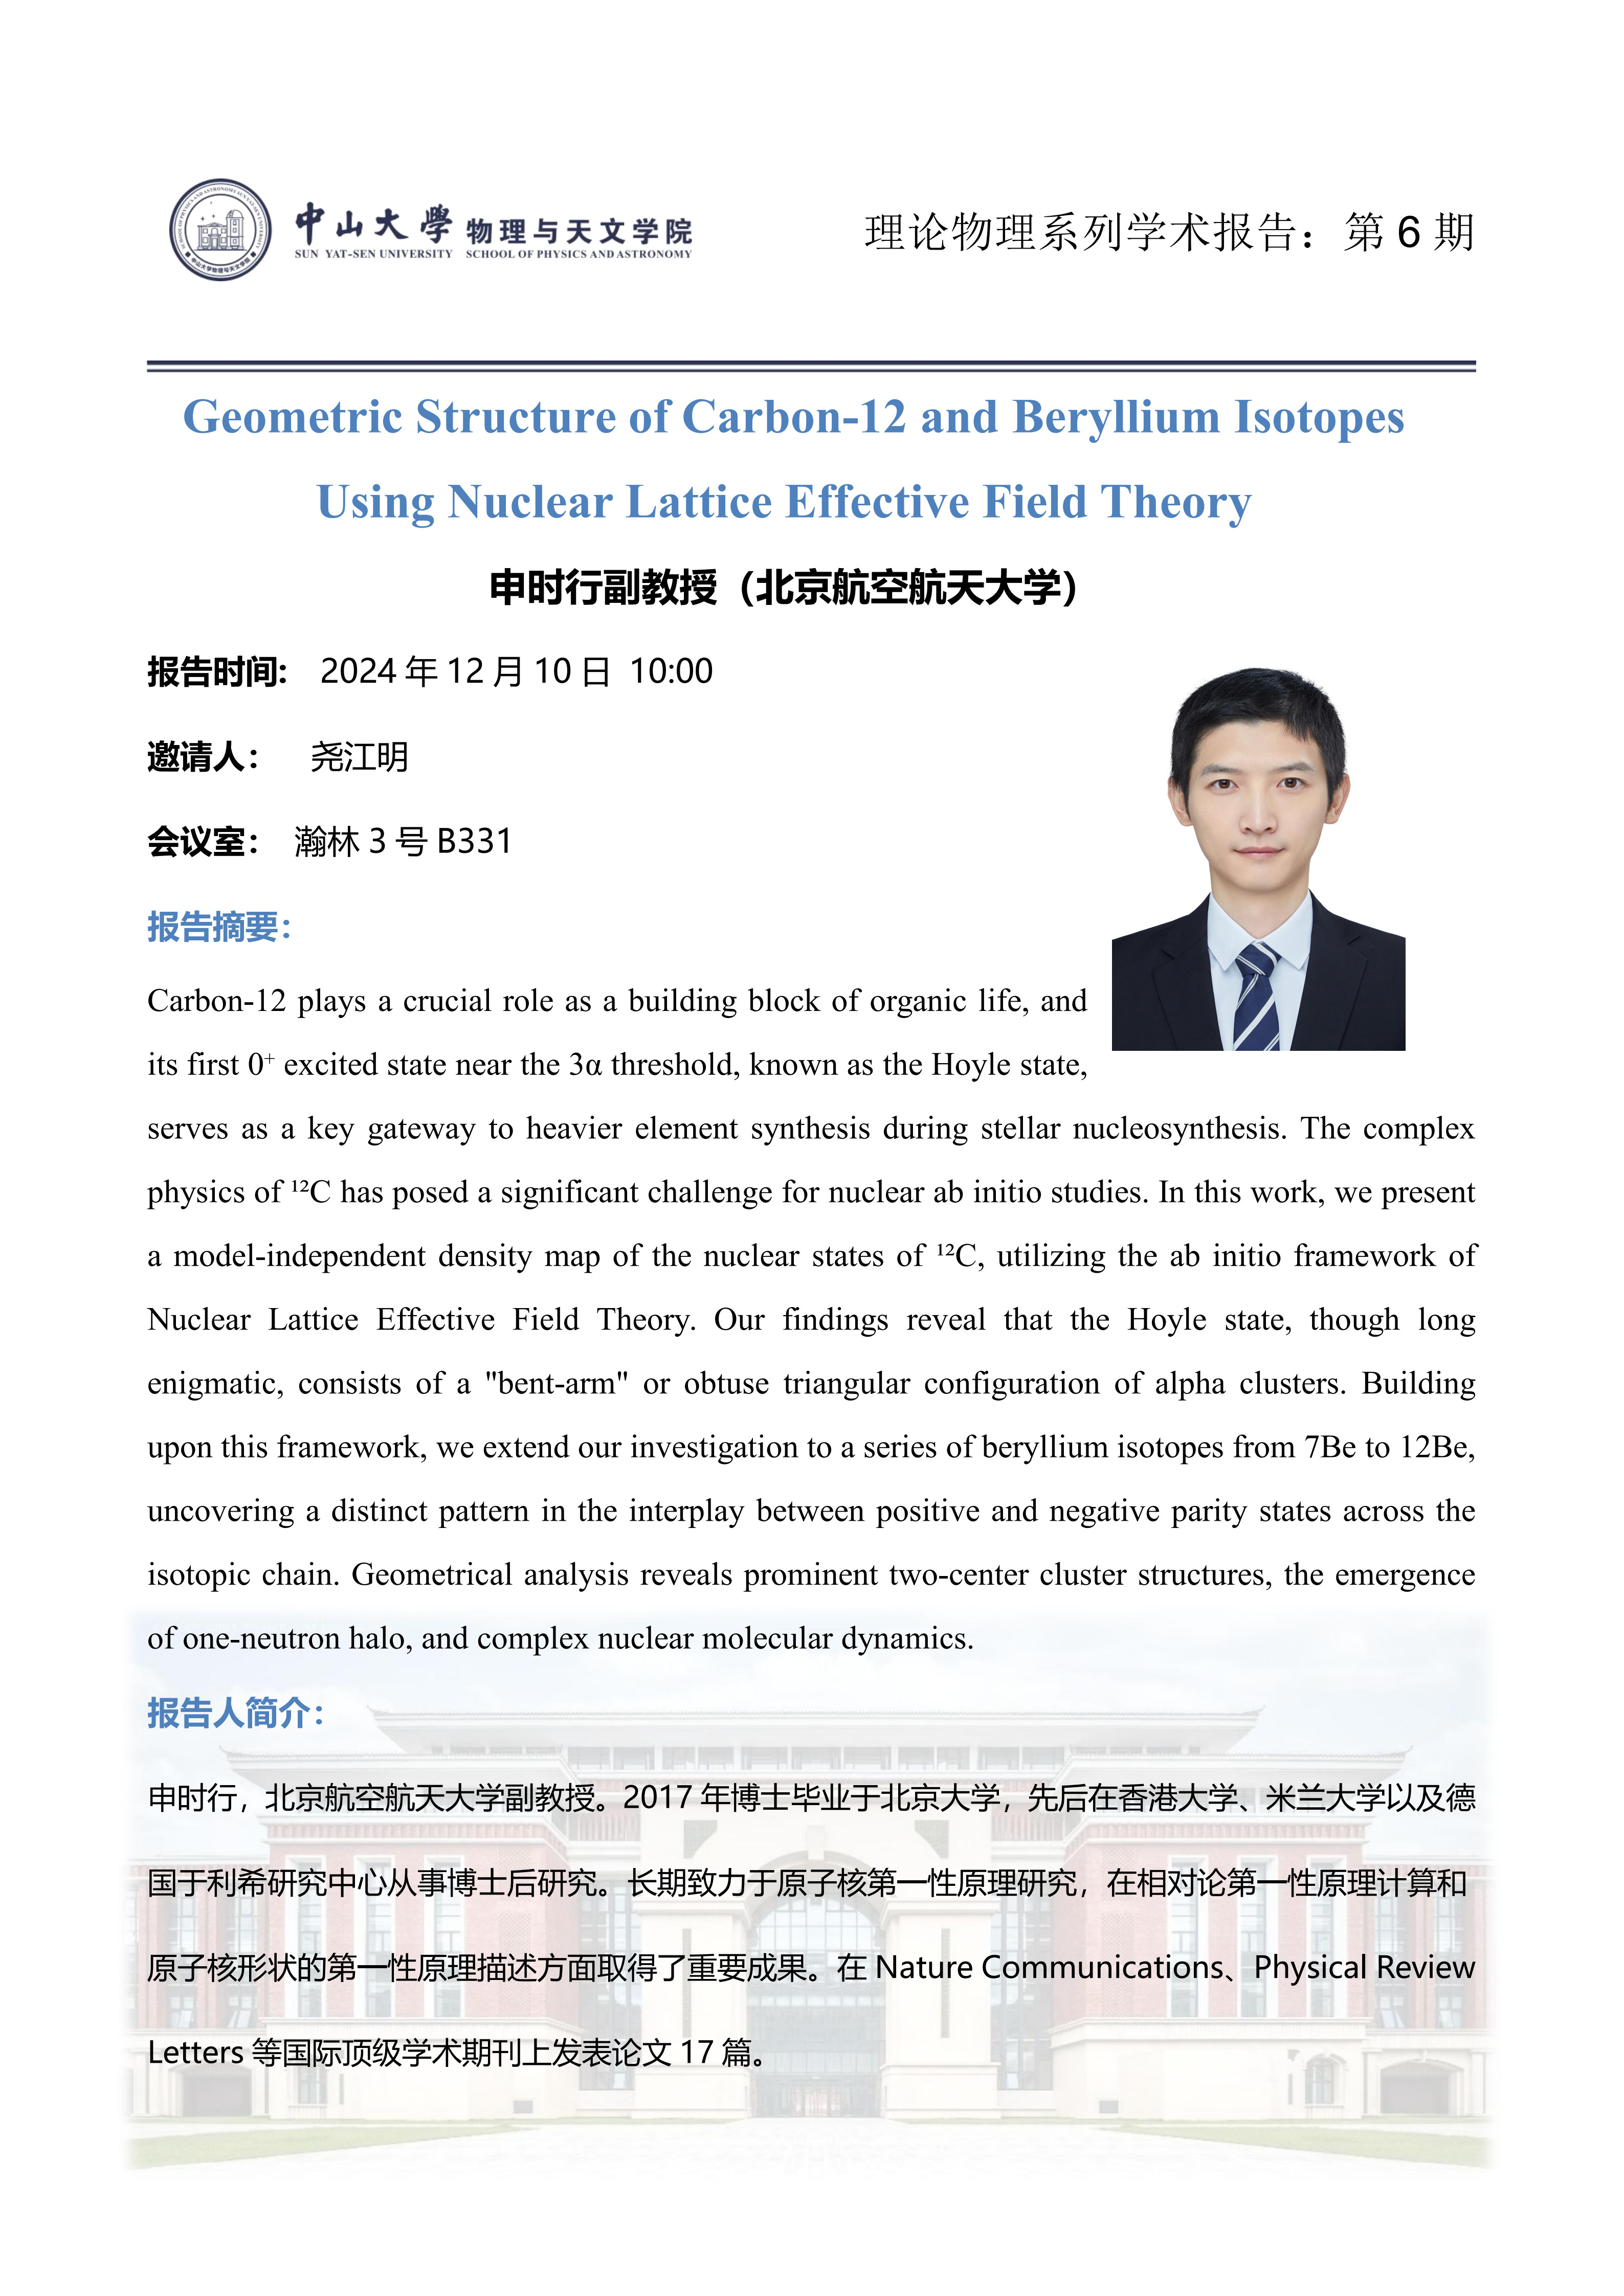 中山大學 物理与天文学院
SUN YAT-SEN UNIVERSITY SCHOOL OF PHYSICS AND ASTRONOMY
理论物理系列学术报告：第 6 期
Geometric Structure of Carbon-12 and Beryllium Isotopes
Using Nuclear Lattice Effective Field Theory
申时行副教授（北京航空航天大学）
报告时间： 2024 年 12 月 10 日 10:00
邀请人： 尧江明
会议室： 瀚林 3 号 B331
报告摘要：
Carbon-12 plays a crucial role as a building block of organic life, and
its first 0⁺ excited state near the 3α threshold, known as the Hoyle state,
serves as a key gateway to heavier element synthesis during stellar nucleosynthesis. The complex
physics of ¹²C has posed a significant challenge for nuclear ab initio studies. In this work, we present
a model-independent density map of the nuclear states of ¹²C, utilizing the ab initio framework of
Nuclear Lattice Effective Field Theory. Our findings reveal that the Hoyle state, though long
enigmatic, consists of a "bent-arm" or obtuse triangular configuration of alpha clusters. Building
upon this framework, we extend our investigation to a series of beryllium isotopes from 7Be to 12Be,
uncovering a distinct pattern in the interplay between positive and negative parity states across the
isotopic chain. Geometrical analysis reveals prominent two-center cluster structures, the emergence
of one-neutron halo, and complex nuclear molecular dynamics.
报告人简介：
申时行，北京航空航天大学副教授。2017 年博士毕业于北京大学，先后在香港大学、米兰大学以及德
国于利希研究中心从事博士后研究。长期致力于原子核第一性原理研究，在相对论第一性原理计算和
原子核形状的第一性原理描述方面取得了重要成果。在 Nature Communications、Physical Review
Letters 等国际顶级学术期刊上发表论文 17 篇。